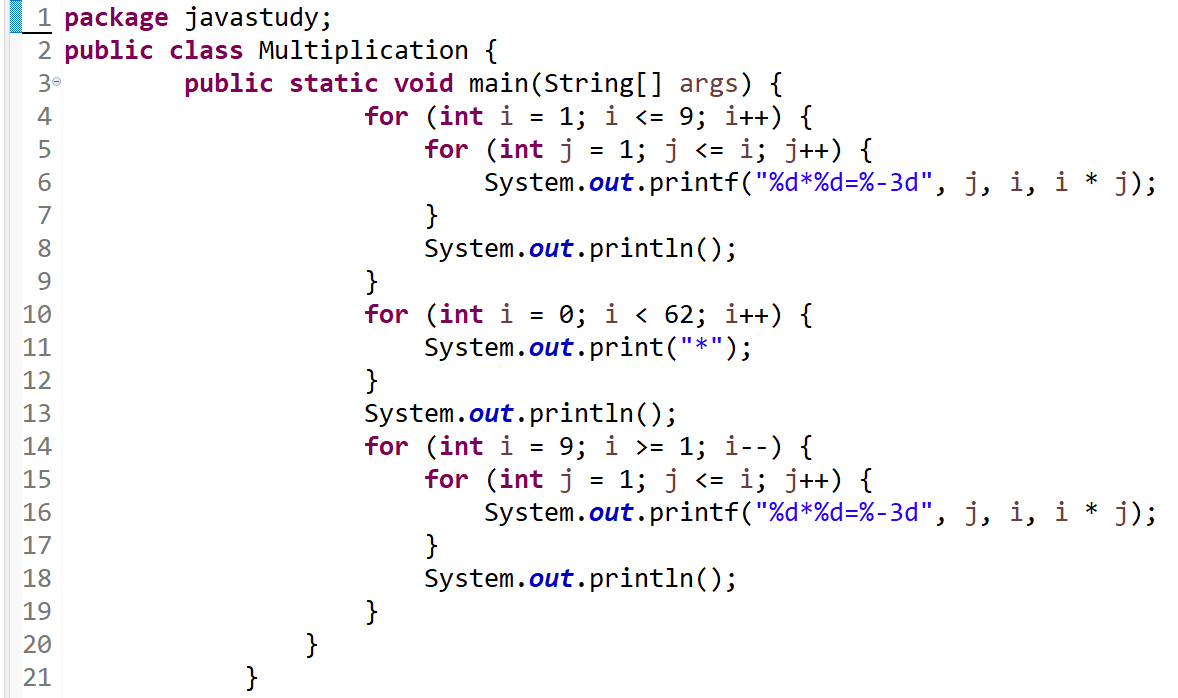 1 package javastudy;
2 public class Multiplication {
3         public static void main(String[] args) {
4                     for (int i = 1; i <= 9; i++) {
5                         for (int j = 1; j <= i; j++) {
6                             System.out.printf("%d*%d=%-3d", j, i, i * j);
7                         }
8                         System.out.println();
9                     }
10                     for (int i = 0; i < 62; i++) {
11                         System.out.print("*");
12                     }
13                     System.out.println();
14                     for (int i = 9; i >= 1; i--) {
15                         for (int j = 1; j <= i; j++) {
16                             System.out.printf("%d*%d=%-3d", j, i, i * j);
17                         }
18                         System.out.println();
19                     }
20                 }
21             }